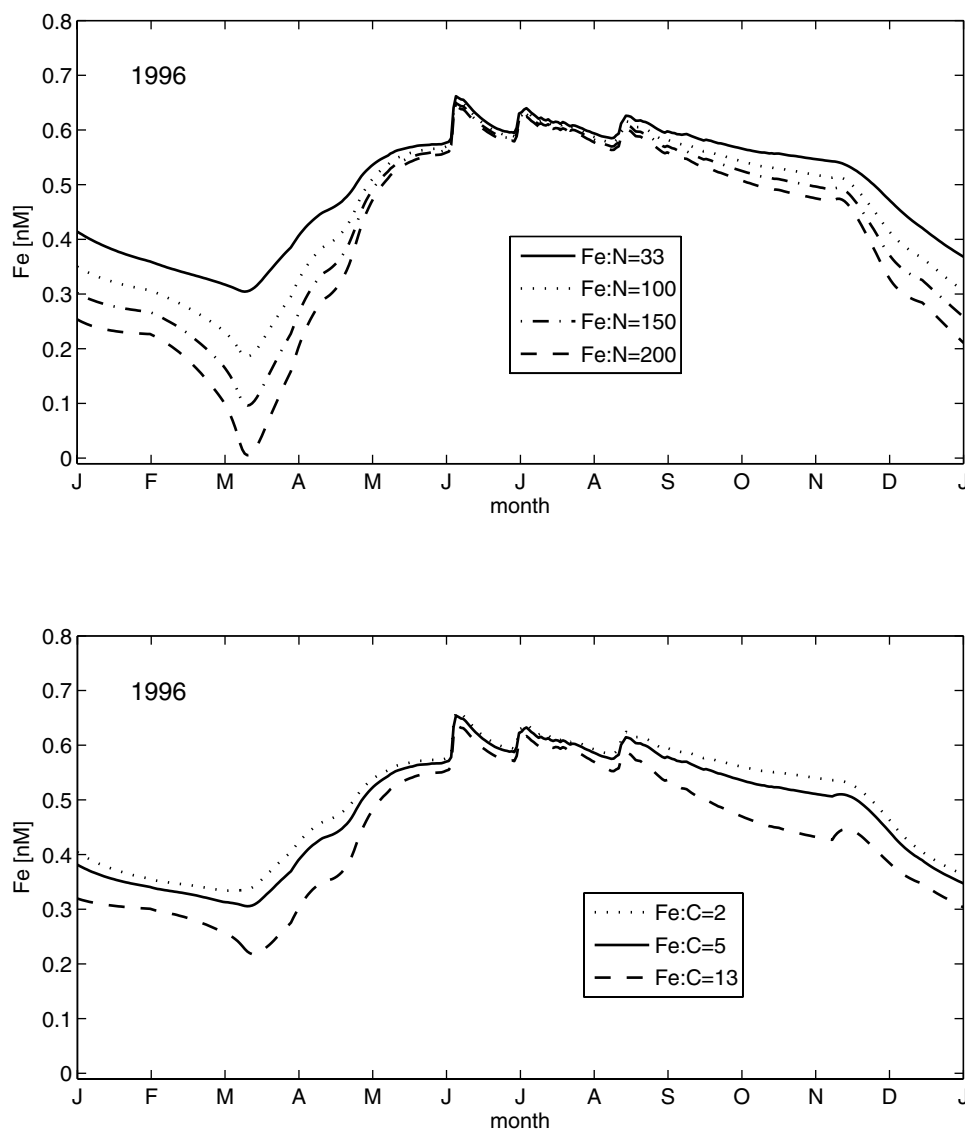 0.8
0.7
0.6
0.5
0.4
0.3
0.2
0.1
0
Fe [nM]
1996
Fe:N=33
Fe:N=100
Fe:N=150
Fe:N=200
J F M A M J J A S O N D J
month
0.8
0.7
0.6
0.5
0.4
0.3
0.2
0.1
0
Fe [nM]
1996
Fe:C=2
Fe:C=5
Fe:C=13
J F M A M J J A S O N D J
month